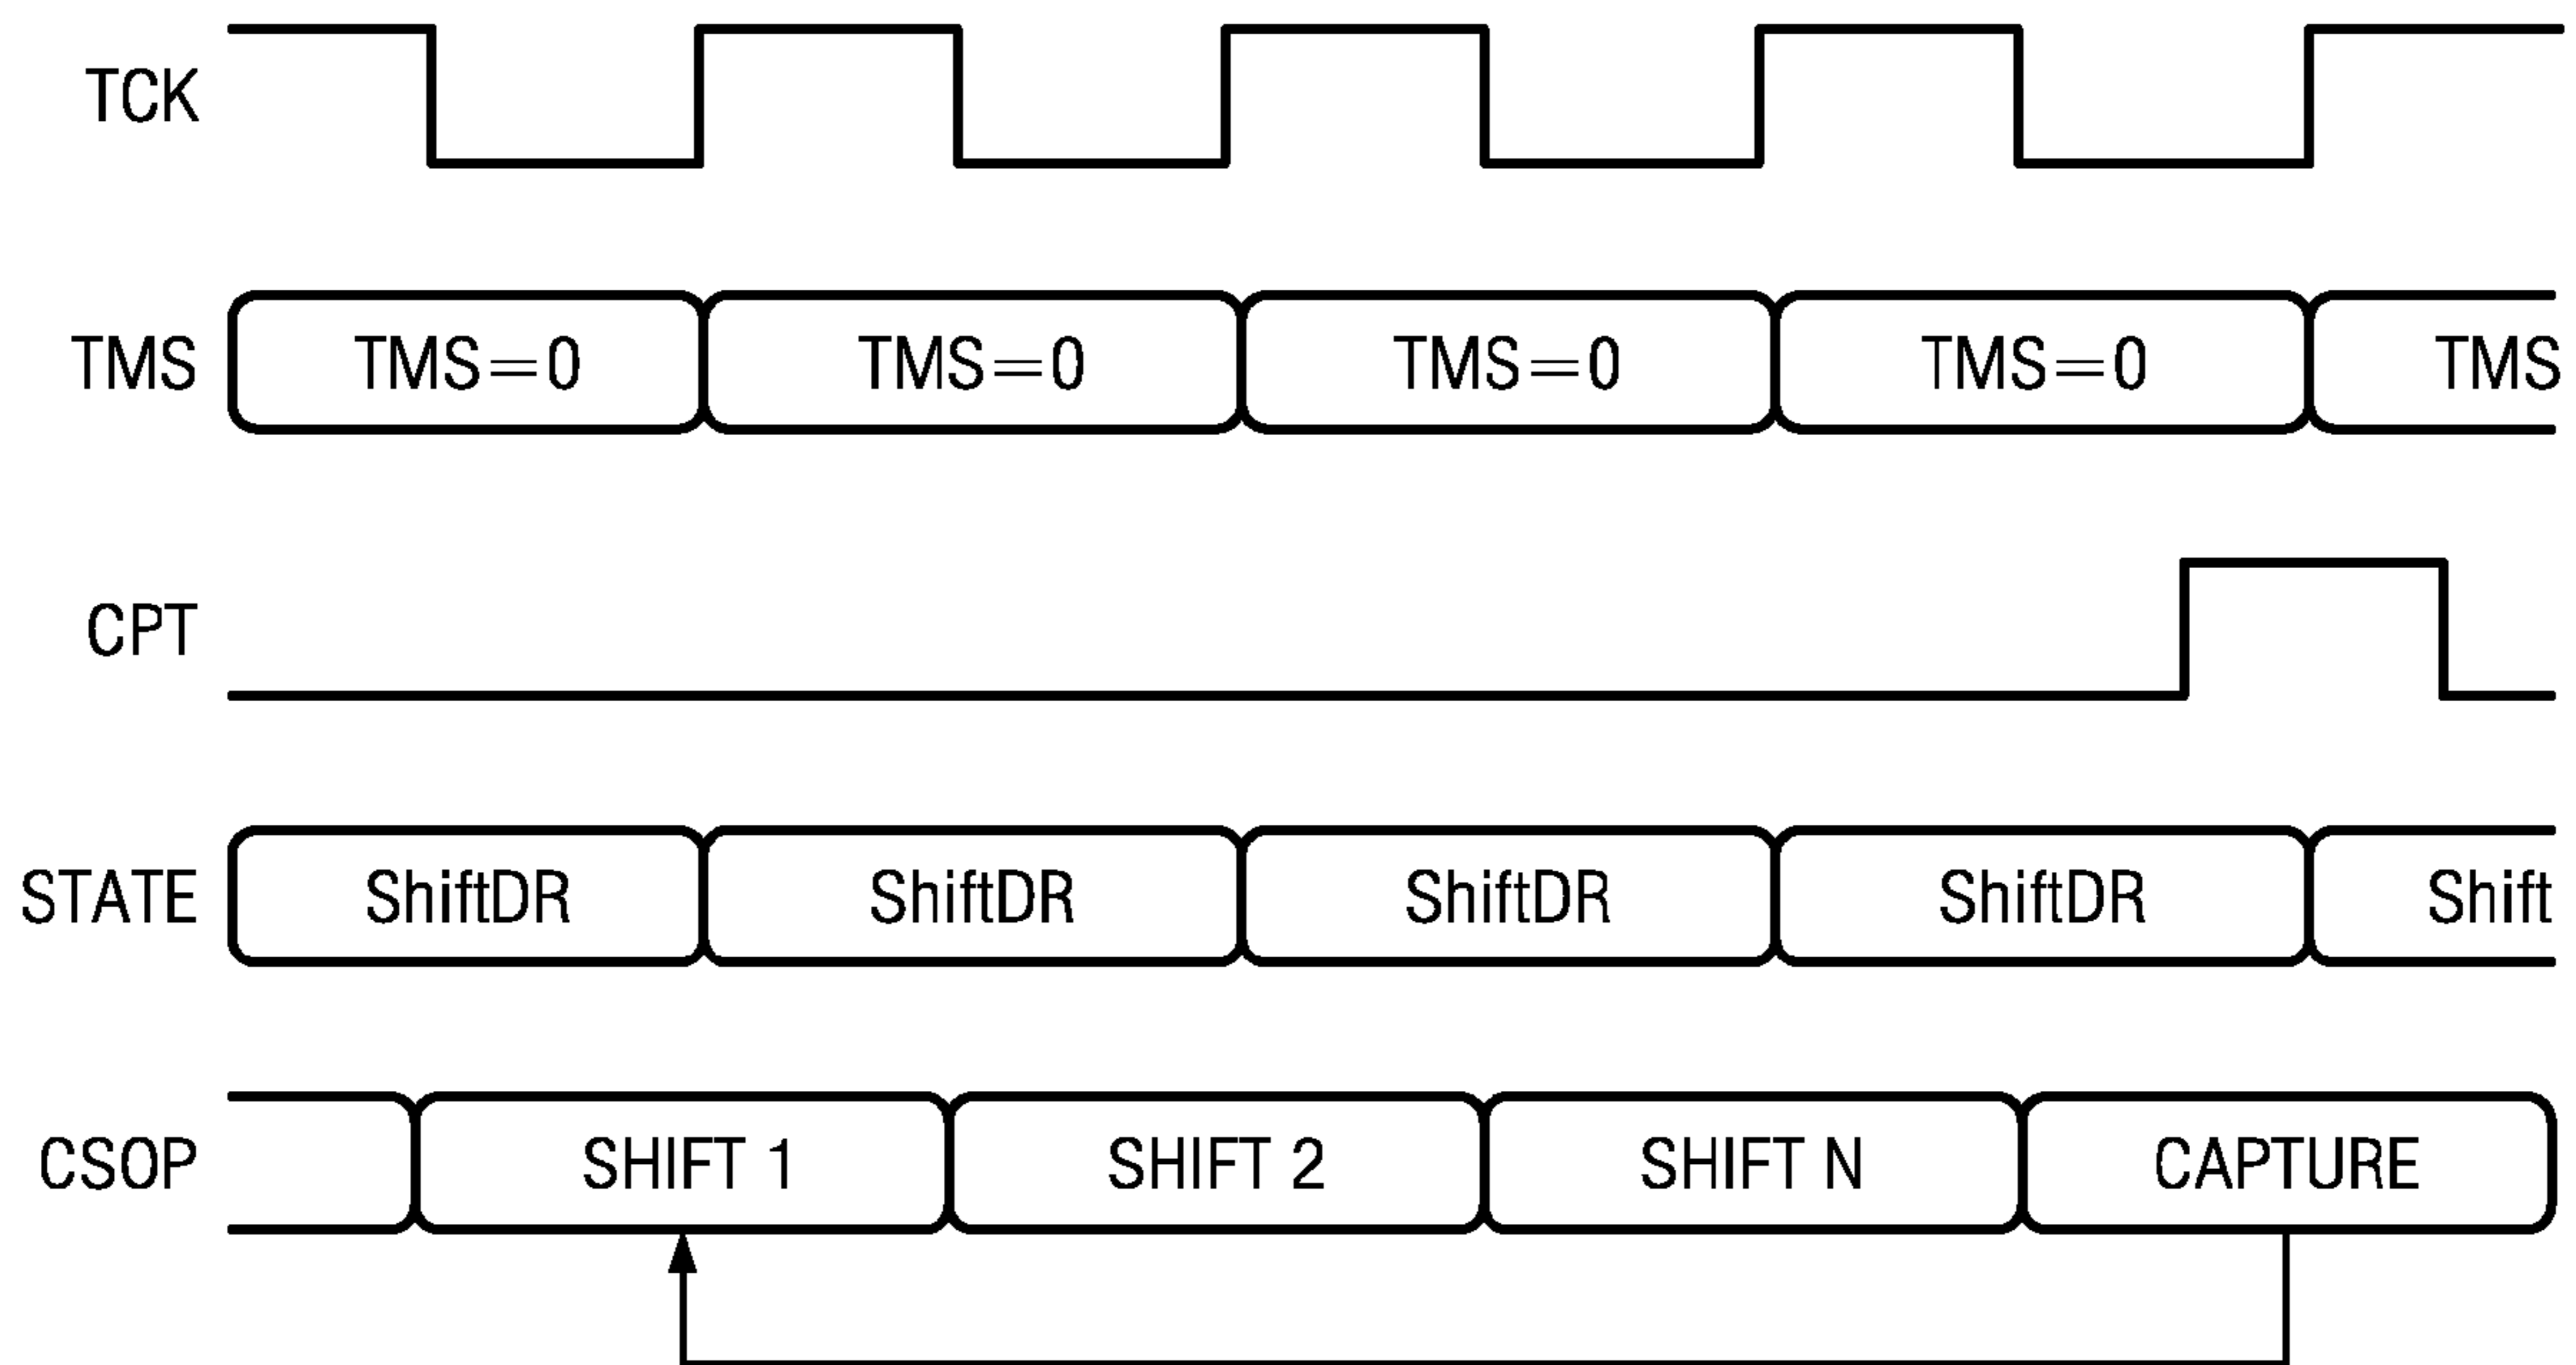 TCK
TMS TMS=0 TMS=0 TMS=0 TMS=0 TMS
CPT
STATE ShiftDR ShiftDR ShiftDR ShiftDR Shift
CSOP SHIFT 1 SHIFT 2 SHIFT N CAPTURE